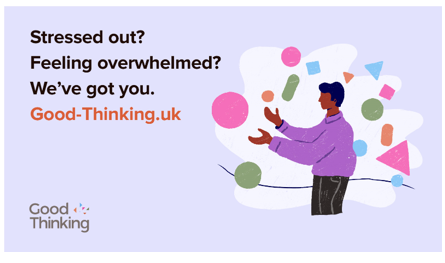 Stressed out?
Feeling overwhelmed?
We've got you.
Good-Thinking.uk
Good
Thinking